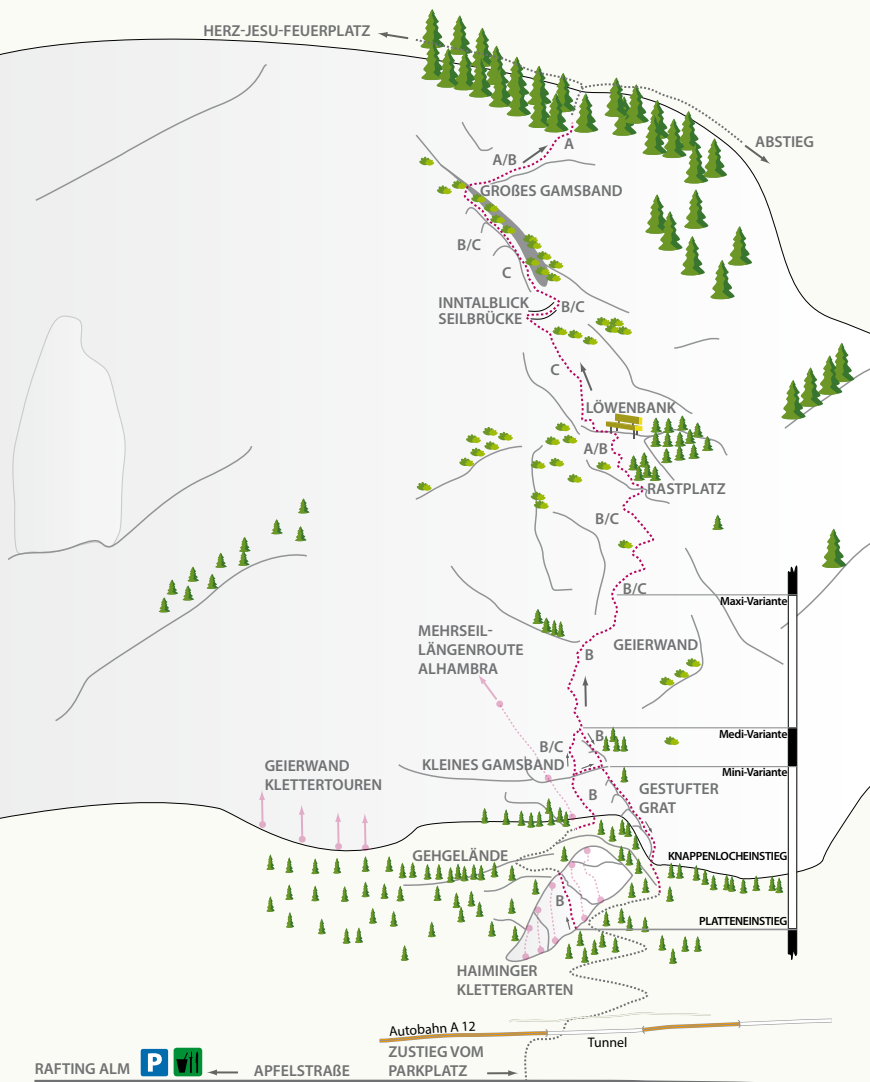 HERZ-JESU-FEUERPLATZ
ABSTIEG
A
A/B
GROßES GAMSBAND
B/C
C
INNTALBLICK
SEILBRÜCKE
B/C
C
LÖWENBANK
A/B
RASTPLATZ
B/C
B/C
Maxi-Variante
MEHRSEIL-
LÄNGENROUTE
ALHAMBRA
GEIERWAND
B
Medi-Variante
B
B/C
KLEINES GAMSBAND
Mini-Variante
GEIERWAND
KLETTERTOUREN
GESTUFTER
GRAT
B
GEHGELÄNDE
KNAPPENLOCHEINSTIEG
B
PLATTENEINSTIEG
HAIMINGER
KLETTERGARTEN
Autobahn A 12
Tunnel
ZUSTIEG VOM
PARKPLATZ
RAFTING ALM
P
APFELSTRAßE